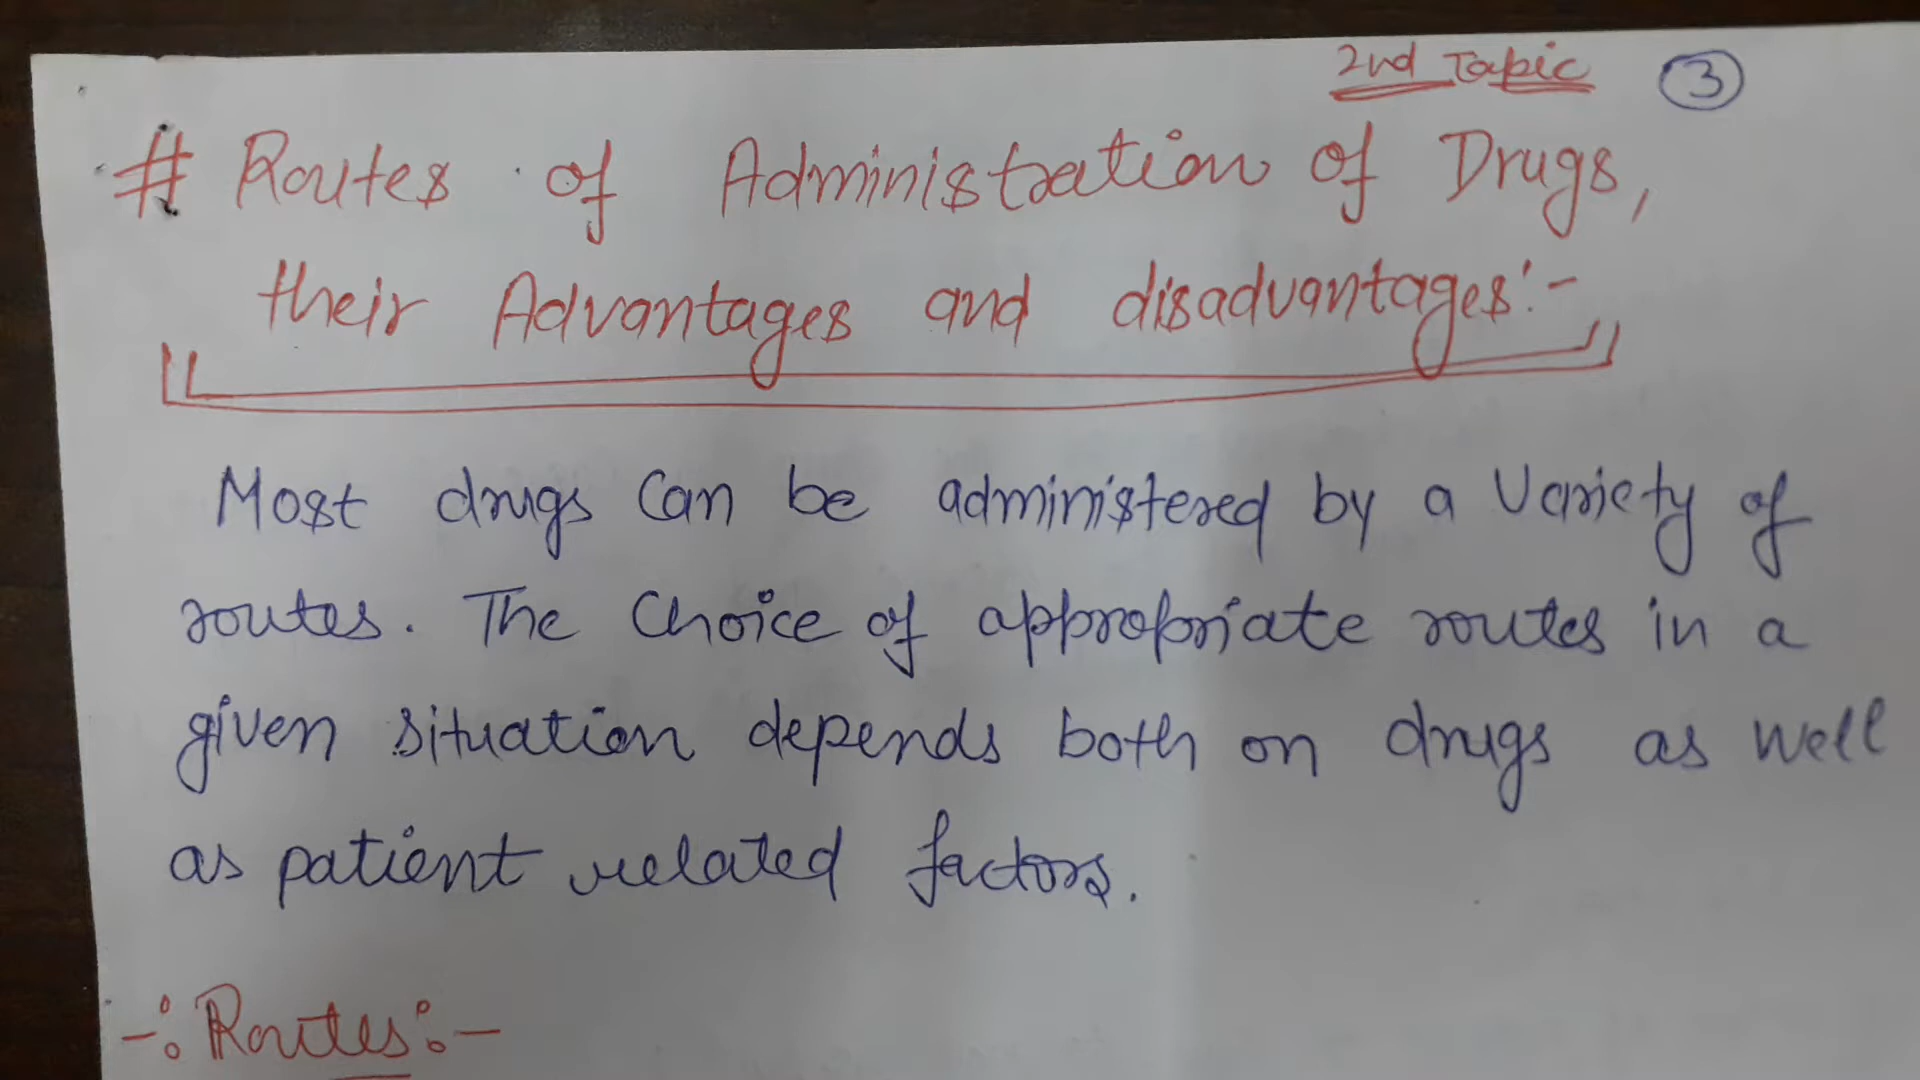 2nd Topic 3
# Routes of Administration of Drugs,
their Advantages and disadvantages:-
Most drugs can be administered by a variety of
routes. The Choice of appropriate routes in a
given situation depends both on drugs as well
as patient related factors.
-: Routes:-